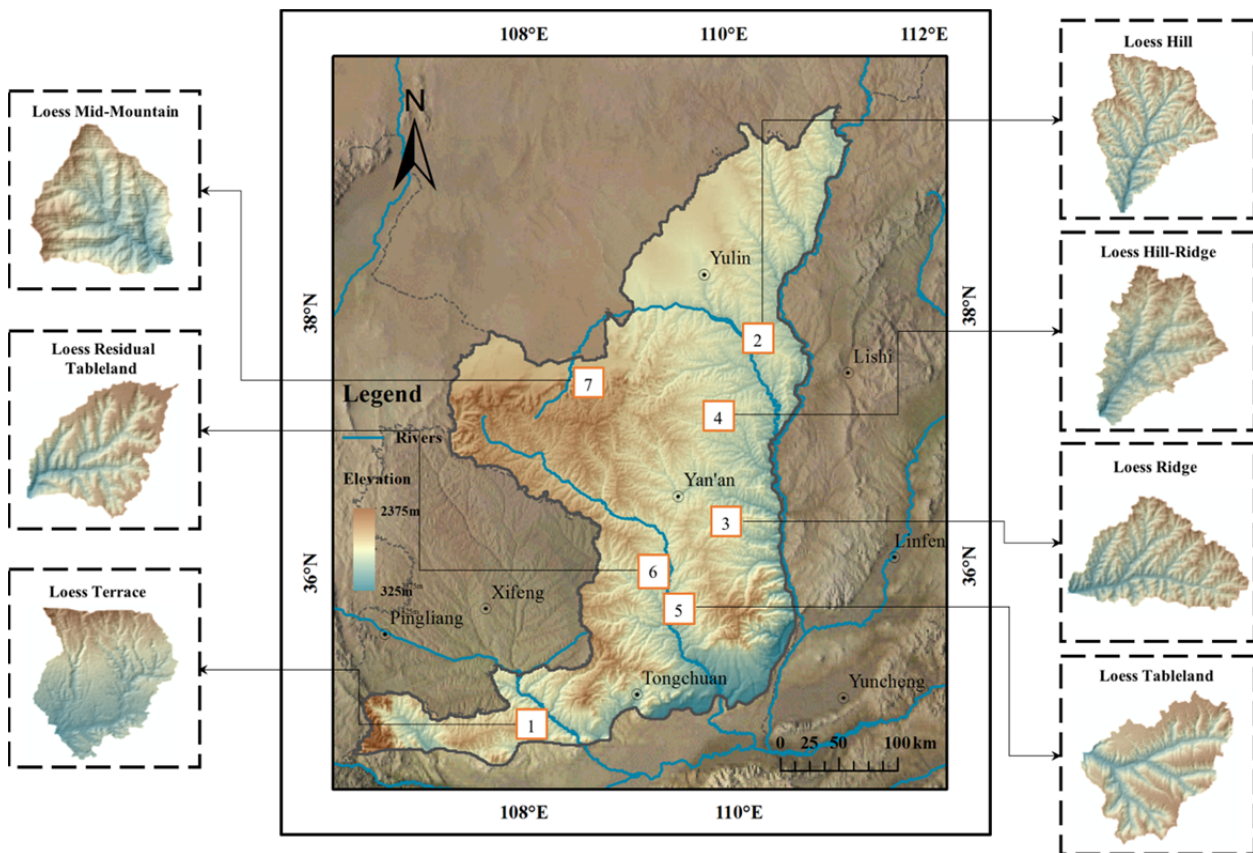 108°E
110°E
112°E
Loess Hill
Loess Mid-Mountain
N
Yulin
38°N
38°N
Loess Hill-Ridge
2
Lishi
Loess Residual
Tableland
7
Legend
4
Rivers
Loess Ridge
Elevation
2375m
Yan'an
3
Linfen
36°N
36°N
6
325m
Loess Terrace
Xifeng
5
Pingliang
Loess Tableland
Tongchuan
Yuncheng
1
0 25 50 100 km
108°E
110°E